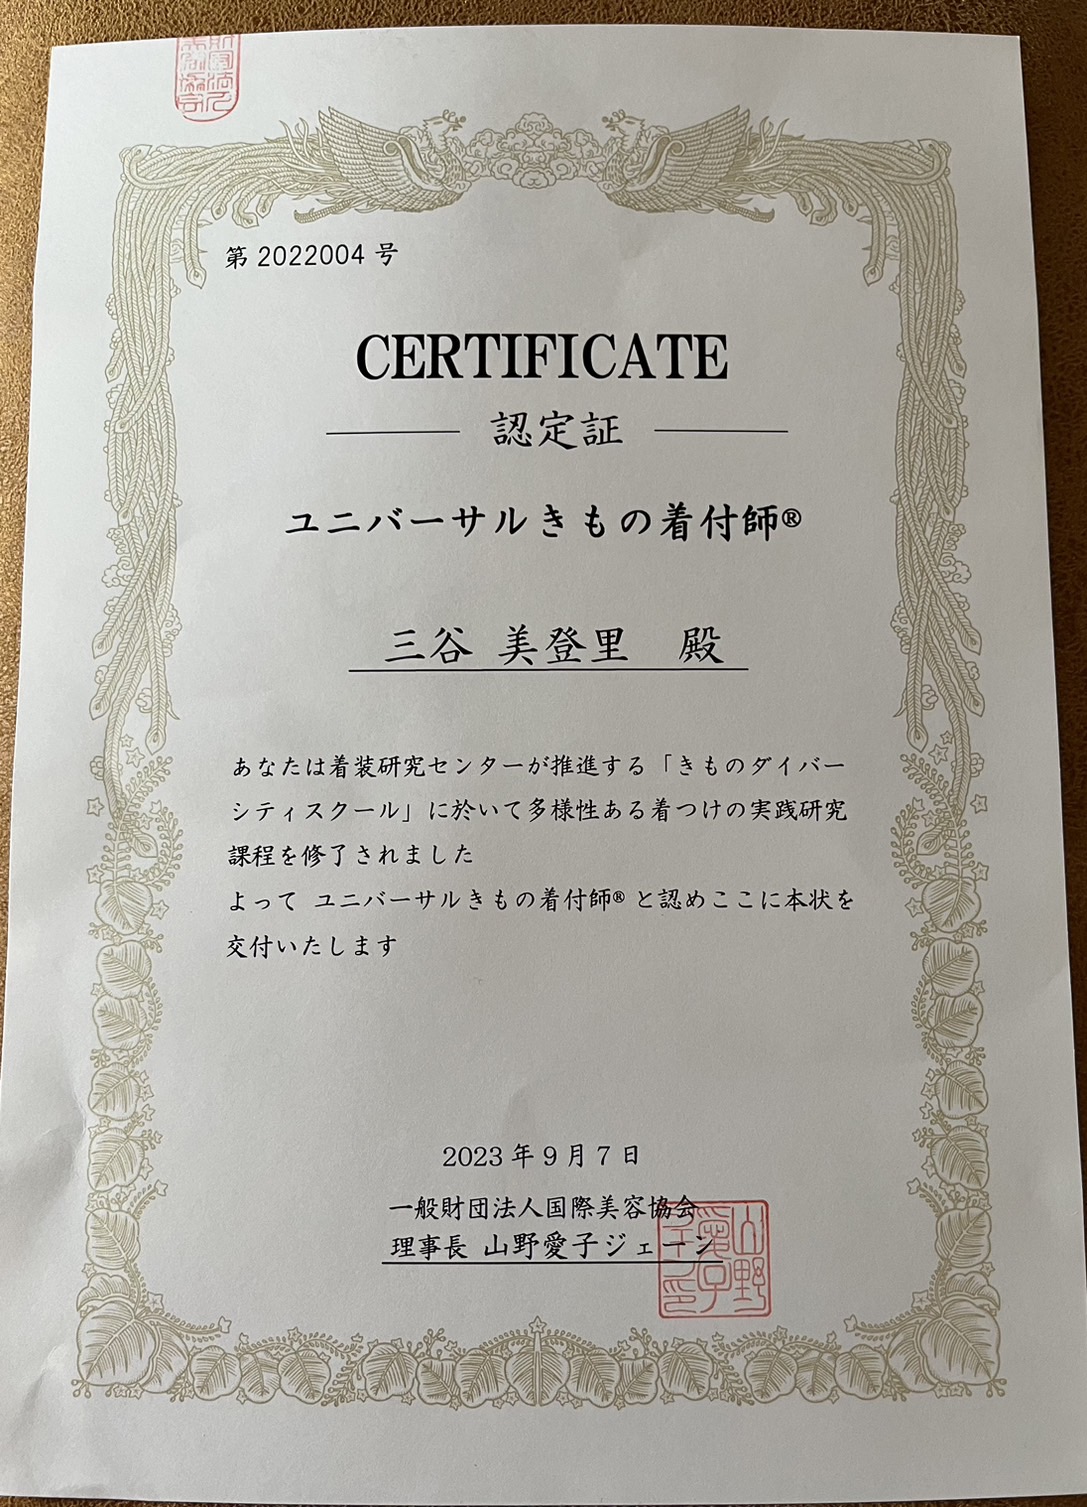 第 2022004 号
CERTIFICATE
認定証
ユニバーサルきもの着付師®
三谷 美登里　殿
あなたは着装研究センターが推進する「きものダイバー
シティスクール」に於いて多様性ある着つけの実践研究
課程を修了されました
よって ユニバーサルきもの着付師® と認めここに本状を
交付いたします
2023 年 9 月 7 日
一般財団法人国際美容協会
理事長 山野愛子ジェーン